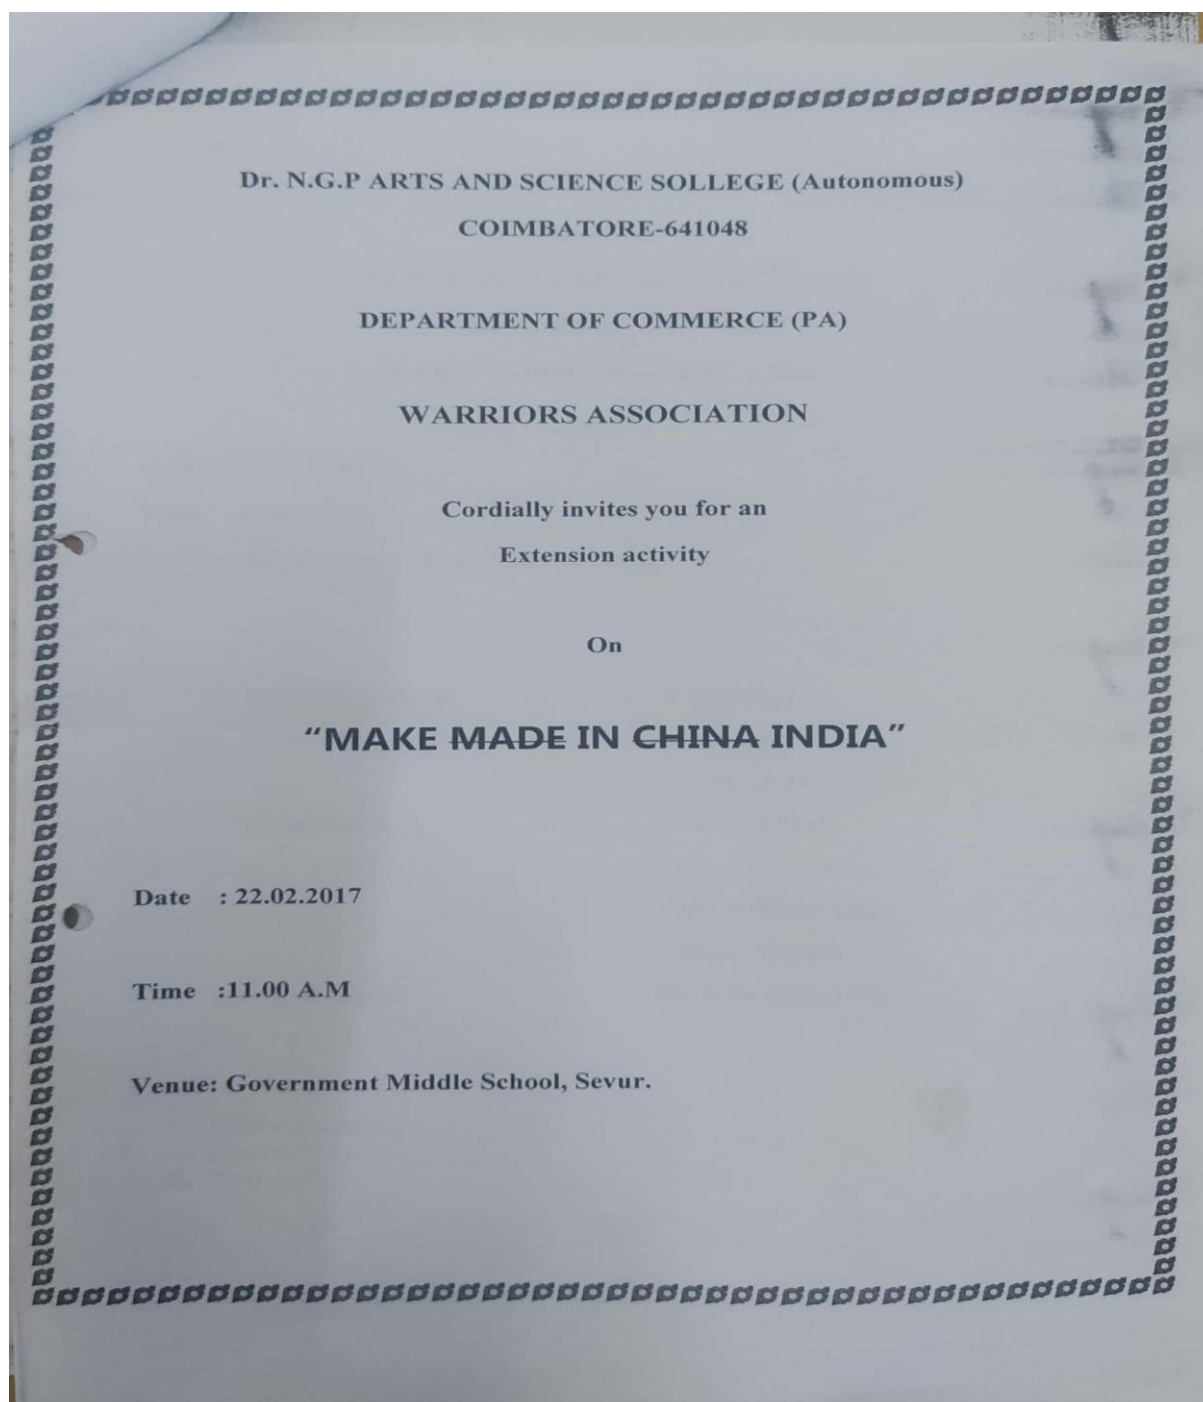 Dr. N.G.P ARTS AND SCIENCE SOLLEGE (Autonomous)
COIMBATORE-641048
DEPARTMENT OF COMMERCE (PA)
WARRIORS ASSOCIATION
Cordially invites you for an
Extension activity
On
“MAKE MADE IN CHINA INDIA”
Date : 22.02.2017
Time :11.00 A.M
Venue: Government Middle School, Sevur.